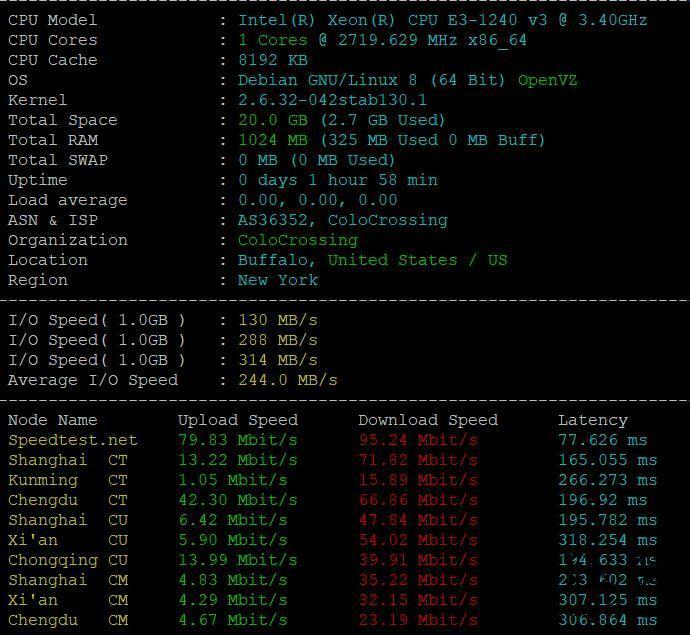 CPU Model : Intel(R) Xeon(R) CPU E3-1240 v3 @ 3.40GHz
CPU Cores : 1 Cores @ 2719.629 MHz x86_64
CPU Cache : 8192 KB
OS : Debian GNU/Linux 8 (64 Bit) OpenVZ
Kernel : 2.6.32-042stab130.1
Total Space : 20.0 GB (2.7 GB Used)
Total RAM : 1024 MB (325 MB Used 0 MB Buff)
Total SWAP : 0 MB (0 MB Used)
Uptime : 0 days 1 hour 58 min
Load average : 0.00, 0.00, 0.00
ASN & ISP : AS36352, ColoCrossing
Organization : ColoCrossing
Location : Buffalo, United States / US
Region : New York
I/O Speed( 1.0GB ) : 130 MB/s
I/O Speed( 1.0GB ) : 288 MB/s
I/O Speed( 1.0GB ) : 314 MB/s
Average I/O Speed : 244.0 MB/s
Node Name Upload Speed Download Speed Latency
Speedtest.net 79.83 Mbit/s 95.24 Mbit/s 77.626 ms
Shanghai CT 13.22 Mbit/s 71.82 Mbit/s 165.055 ms
Kunming CT 1.05 Mbit/s 15.89 Mbit/s 266.273 ms
Chengdu CT 42.30 Mbit/s 66.86 Mbit/s 196.92 ms
Shanghai CU 6.42 Mbit/s 47.84 Mbit/s 195.782 ms
Xi'an CU 5.90 Mbit/s 54.02 Mbit/s 318.254 ms
Chongqing CU 13.99 Mbit/s 39.91 Mbit/s ms
Shanghai CM 4.83 Mbit/s 35.22 Mbit/s ms
Xi'an CM 4.29 Mbit/s 32.15 Mbit/s 307.125 ms
Chengdu CM 4.67 Mbit/s 23.19 Mbit/s 306.864 ms